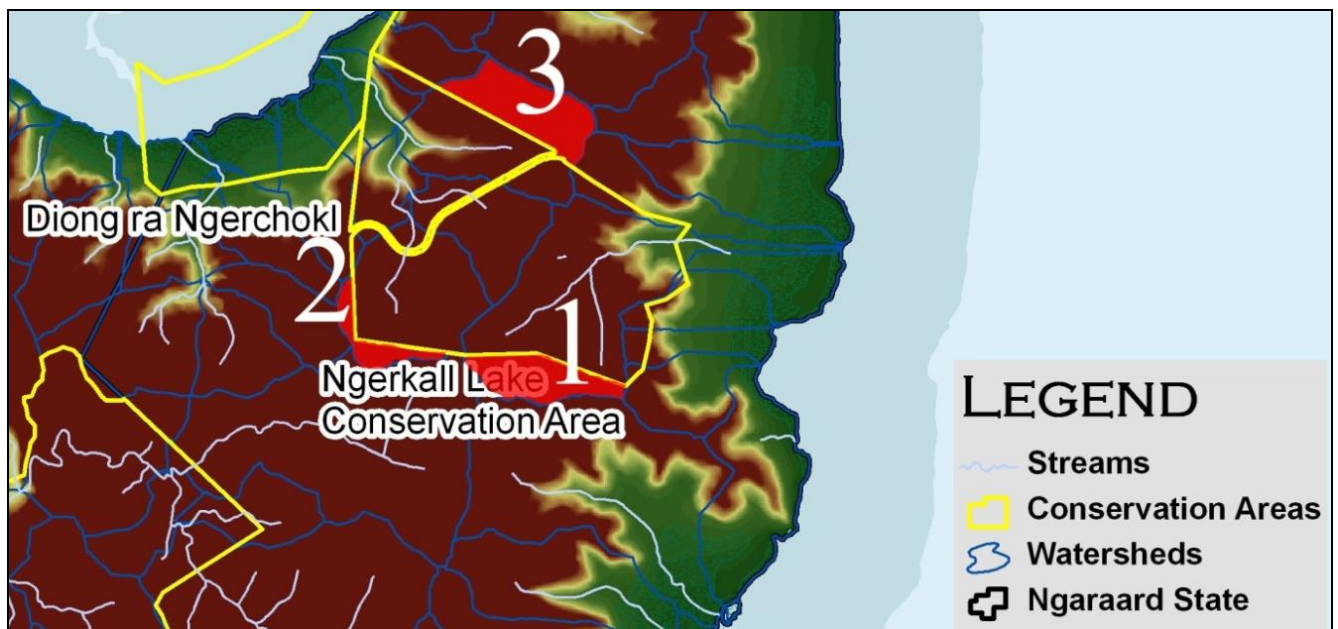 3
Diong ra Ngerchokl
2
1
Ngerkall Lake
Conservation Area
LEGEND
Streams
Conservation Areas
Watersheds
Ngaraard State